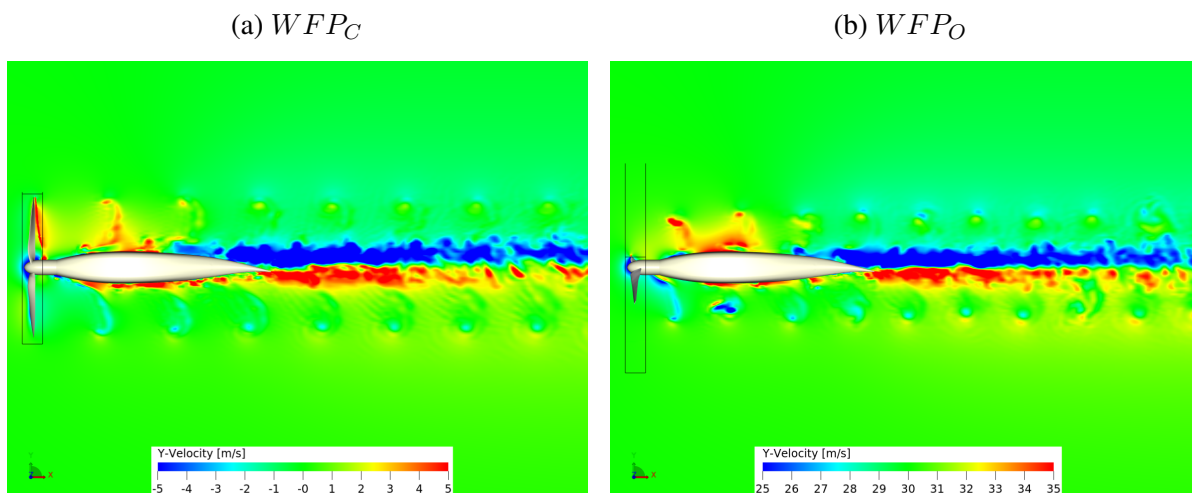 (a) WFP_C
(b) WFP_O
Y-Velocity [m/s]
-5 -4 -3 -2 -1 0 1 2 3 4 5
Z X
Y-Velocity [m/s]
25 26 27 28 29 30 31 32 33 34 35
Z X